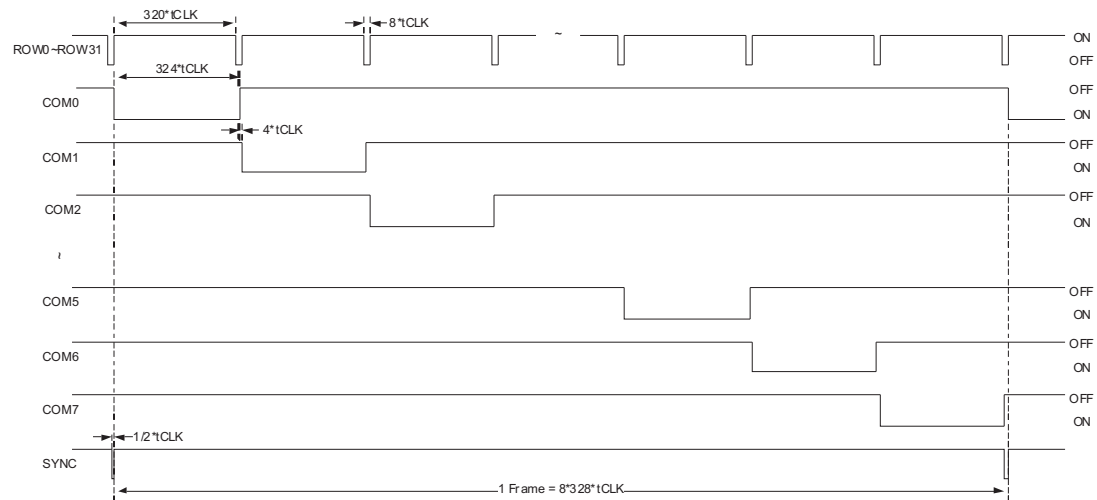 320*tCLK
8*tCLK
ROW0~ROW31
~
ON
OFF
324*tCLK
COM0
OFF
ON
4*tCLK
COM1
OFF
ON
COM2
OFF
ON
~
COM5
OFF
ON
COM6
OFF
ON
COM7
OFF
ON
1/2*tCLK
SYNC
1 Frame = 8*328*tCLK